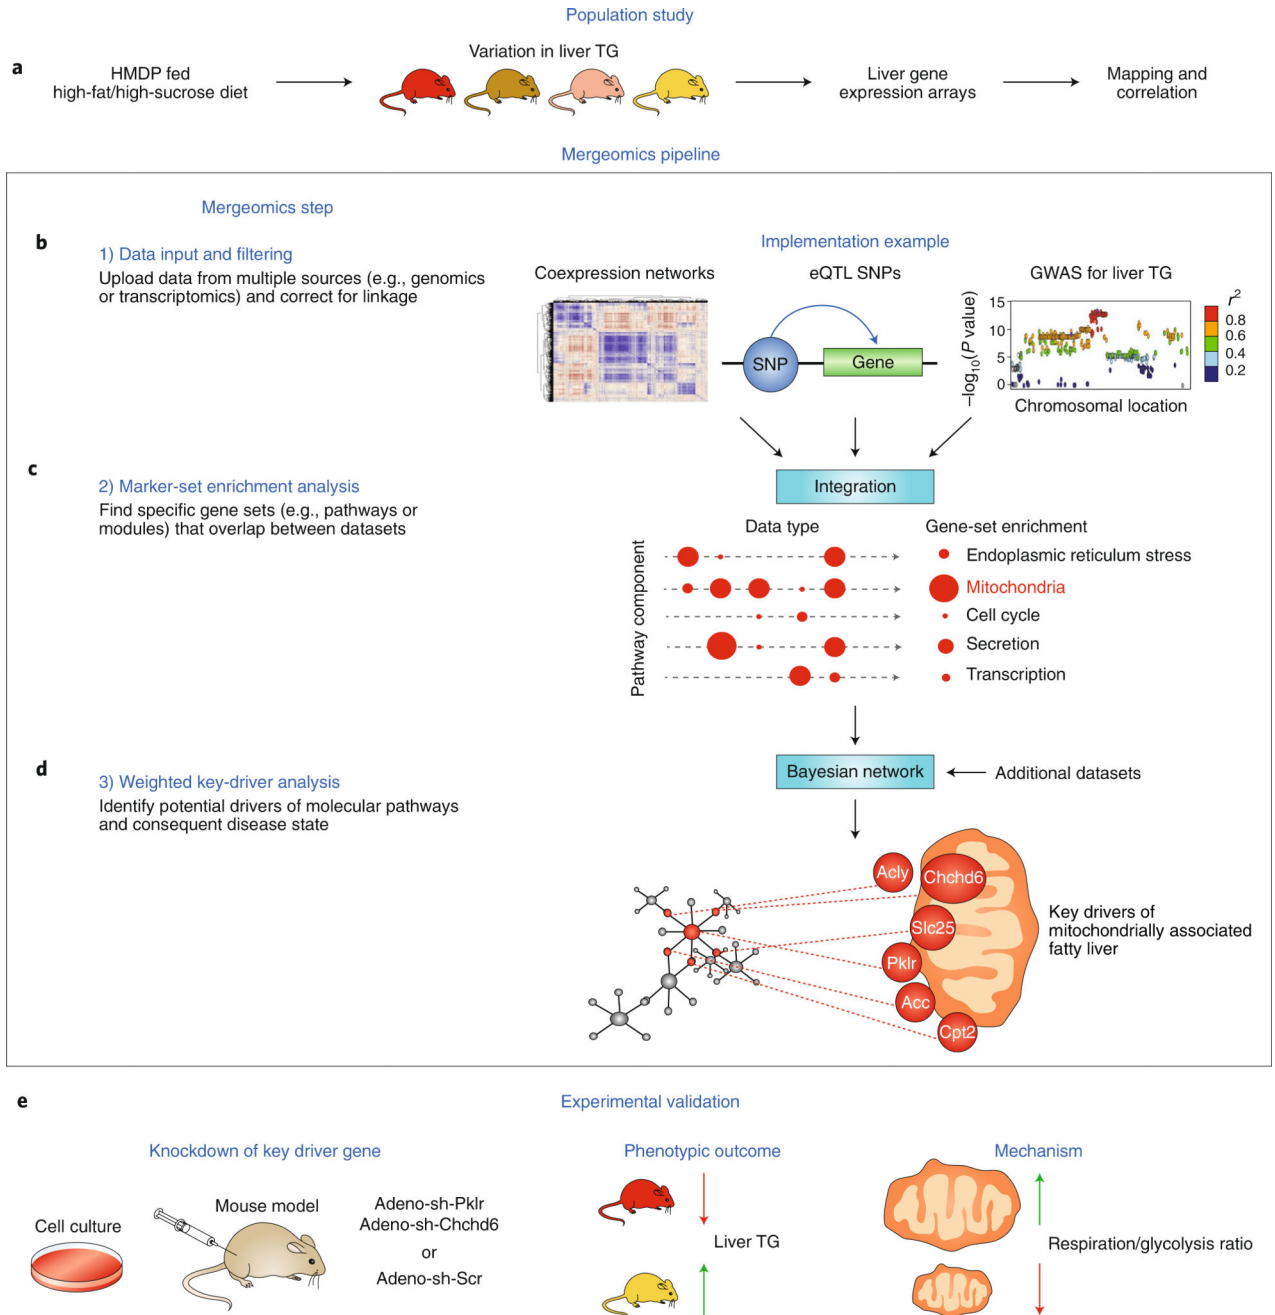 Population study
a
HMDP fed
high-fat/high-sucrose diet
Variation in liver TG
Liver gene
expression arrays
Mapping and
correlation
Mergeomics pipeline
Mergeomics step
b
1) Data input and filtering
Upload data from multiple sources (e.g., genomics
or transcriptomics) and correct for linkage
Implementation example
Coexpression networks
eQTL SNPs
SNP
Gene
GWAS for liver TG
–log10(P value)
15
10
5
0
Chromosomal location
r2
0.8
0.6
0.4
0.2
c
2) Marker-set enrichment analysis
Find specific gene sets (e.g., pathways or
modules) that overlap between datasets
Integration
Data type
Gene-set enrichment
Pathway component
Endoplasmic reticulum stress
Mitochondria
Cell cycle
Secretion
Transcription
d
3) Weighted key-driver analysis
Identify potential drivers of molecular pathways
and consequent disease state
Bayesian network
Additional datasets
Acly
Chchd6
Slc25
Pklr
Acc
Cpt2
Key drivers of
mitochondrially associated
fatty liver
e
Experimental validation
Knockdown of key driver gene
Cell culture
Mouse model
Adeno-sh-Pklr
Adeno-sh-Chchd6
or
Adeno-sh-Scr
Phenotypic outcome
Liver TG
Mechanism
Respiration/glycolysis ratio